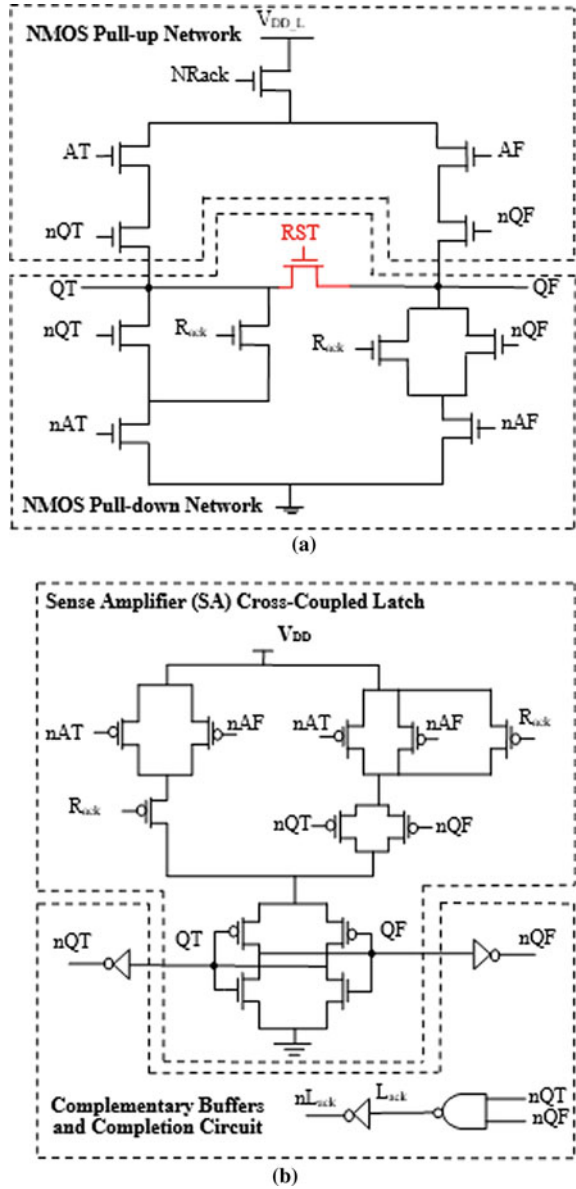 NMOS Pull-up Network
VDD_L
NRack
AT
AF
nQT
nQF
RST
QT
QF
nQT
Rack
Rack
nQF
nAT
nAF
NMOS Pull-down Network
(a)
Sense Amplifier (SA) Cross-Coupled Latch
VDD
nAT
nAF
nAT
nAF
Rack
Rack
nQT
nQF
nQT
QT
QF
nQF
Complementary Buffers
and Completion Circuit
nLack
Lack
nQT
nQF
(b)